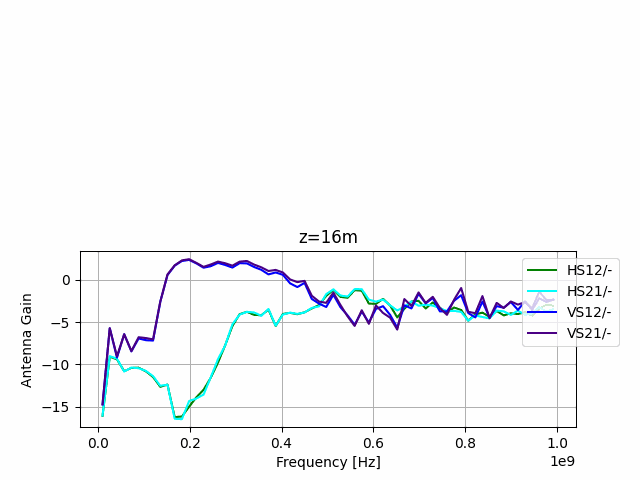 z=16m
Antenna Gain
0
−5
−10
−15
HS12/-
HS21/-
VS12/-
VS21/-
0.0 0.2 0.4 0.6 0.8 1.0
1e9
Frequency [Hz]